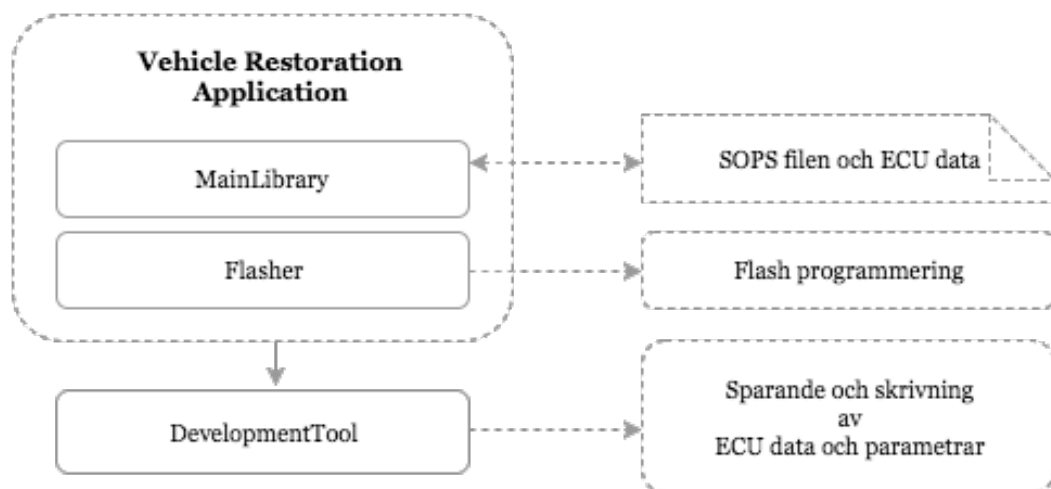 Vehicle Restoration
Application
MainLibrary
SOPS filen och ECU data
Flasher
Flash programmering
DevelopmentTool
Sparande och skrivning
av
ECU data och parametrar